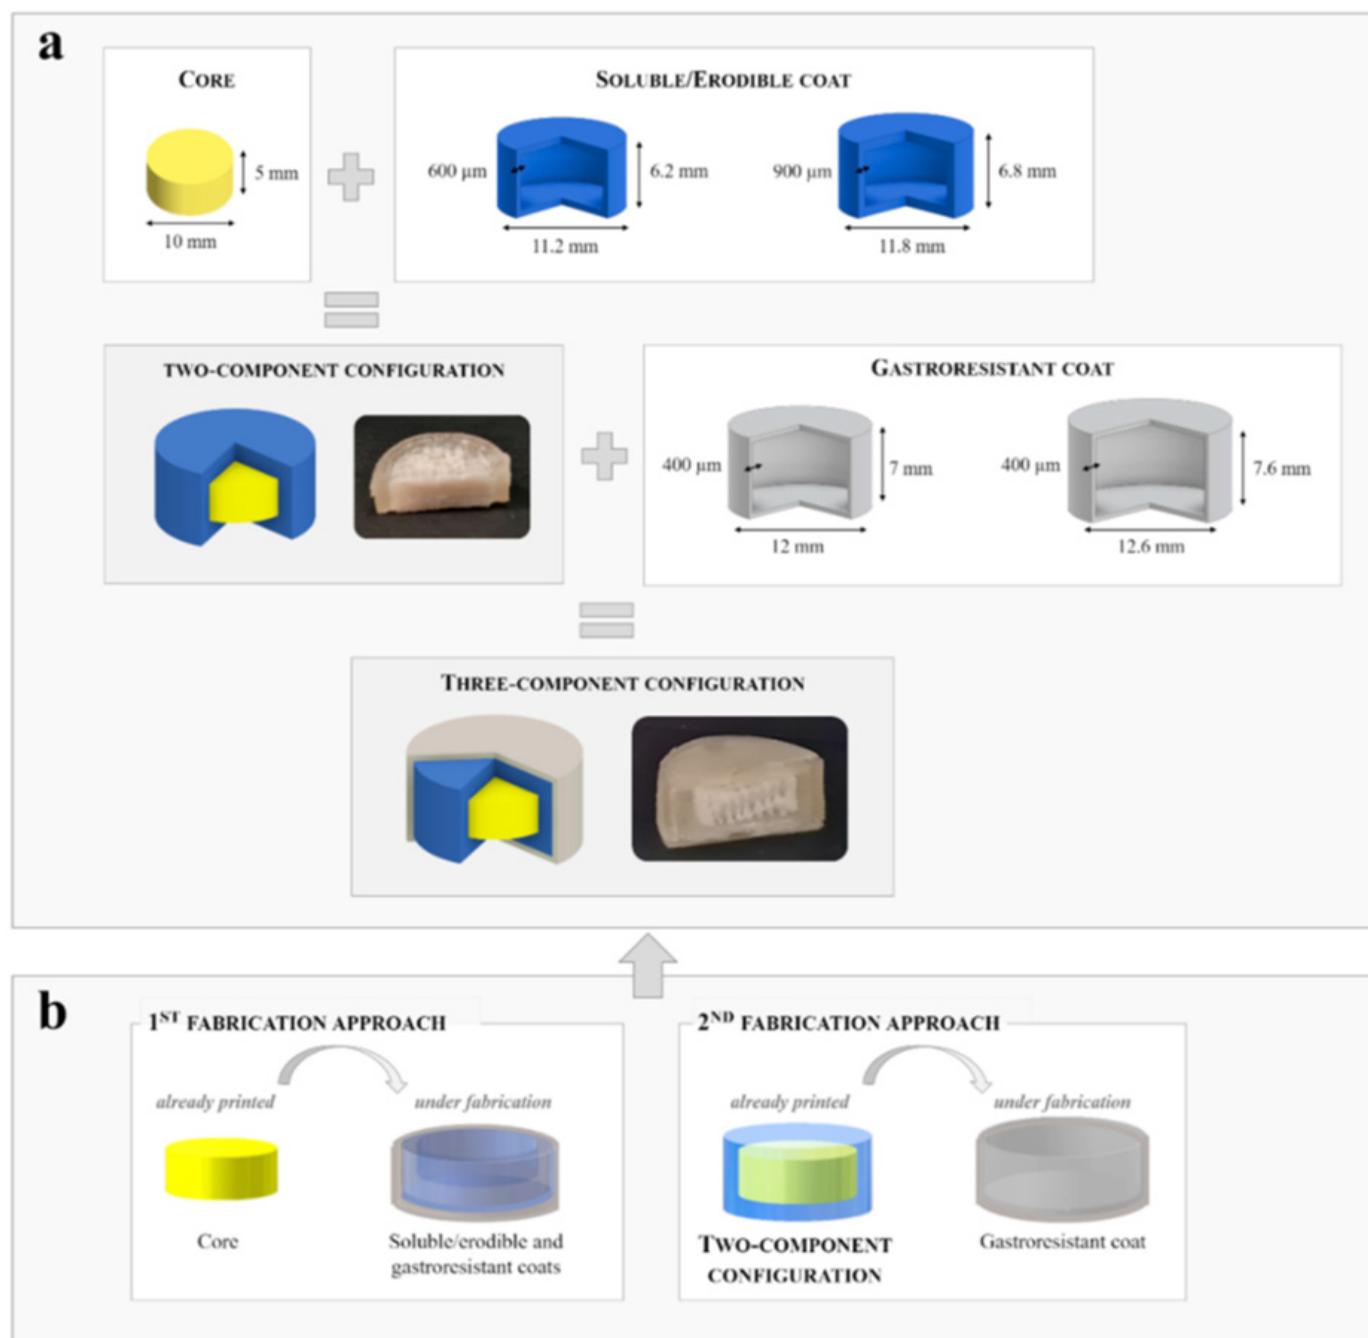 a
CORE
SOLUBLE/ERODIBLE COAT
5 mm
10 mm
600 μm
6.2 mm
11.2 mm
900 μm
6.8 mm
11.8 mm
TWO-COMPONENT CONFIGURATION
GASTRORESISTANT COAT
400 μm
7 mm
12 mm
400 μm
7.6 mm
12.6 mm
THREE-COMPONENT CONFIGURATION
b
1ST FABRICATION APPROACH
already printed
under fabrication
Core
Soluble/erodible and
gastroresistant coats
2ND FABRICATION APPROACH
already printed
under fabrication
TWO-COMPONENT
CONFIGURATION
Gastroresistant coat